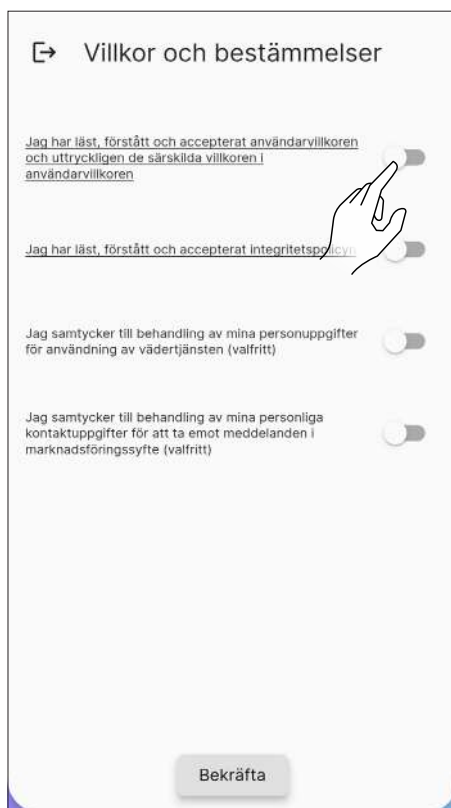 Villkor och bestämmelser
Jag har läst, förstått och accepterat användarvillkoren
och uttryckligen de särskilda villkoren i
användarvillkoren
Jag har läst, förstått och accepterat integritetspolicyn
Jag samtycker till behandling av mina personuppgifter
för användning av vädertjänsten (valfritt)
Jag samtycker till behandling av mina personliga
kontaktuppgifter för att ta emot meddelanden i
marknadsföringssyfte (valfritt)
Bekräfta